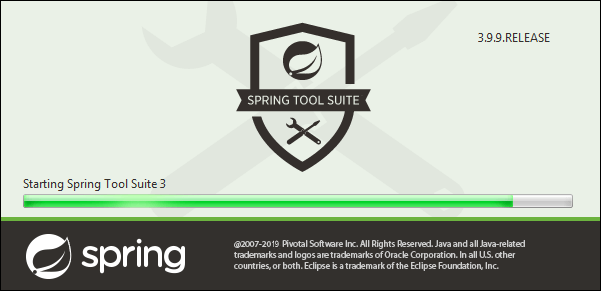 3.9.9.RELEASE
SPRING TOOL SUITE
Starting Spring Tool Suite 3
spring
@2007-2019 Pivotal Software Inc. All Rights Reserved. Java and all Java-related
trademarks and logos are trademarks of Oracle Corporation. In all U.S. other
countries, or both. Eclipse is a trademark of the Eclipse Foundation, Inc.